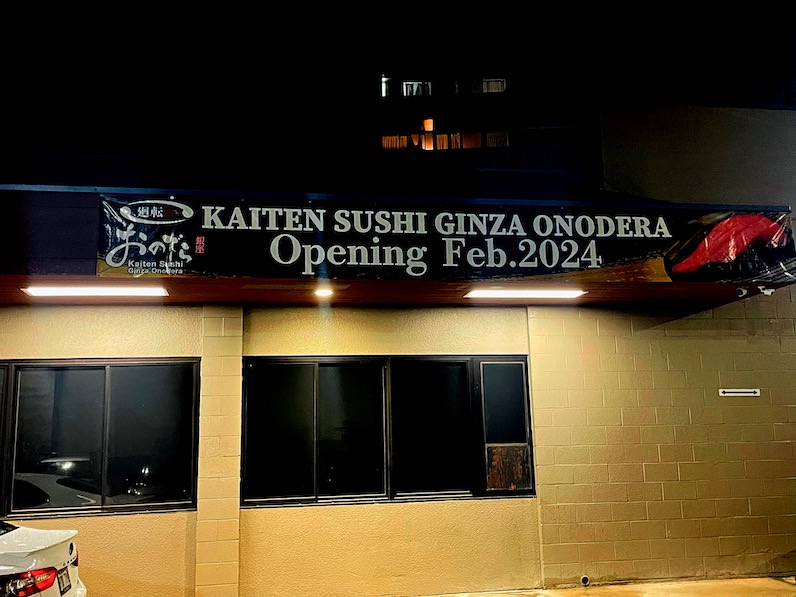 廻転
おのでら
銀座
Kaiten Sushi
Ginza Onodera
KAITEN SUSHI GINZA ONODERA
Opening Feb.2024